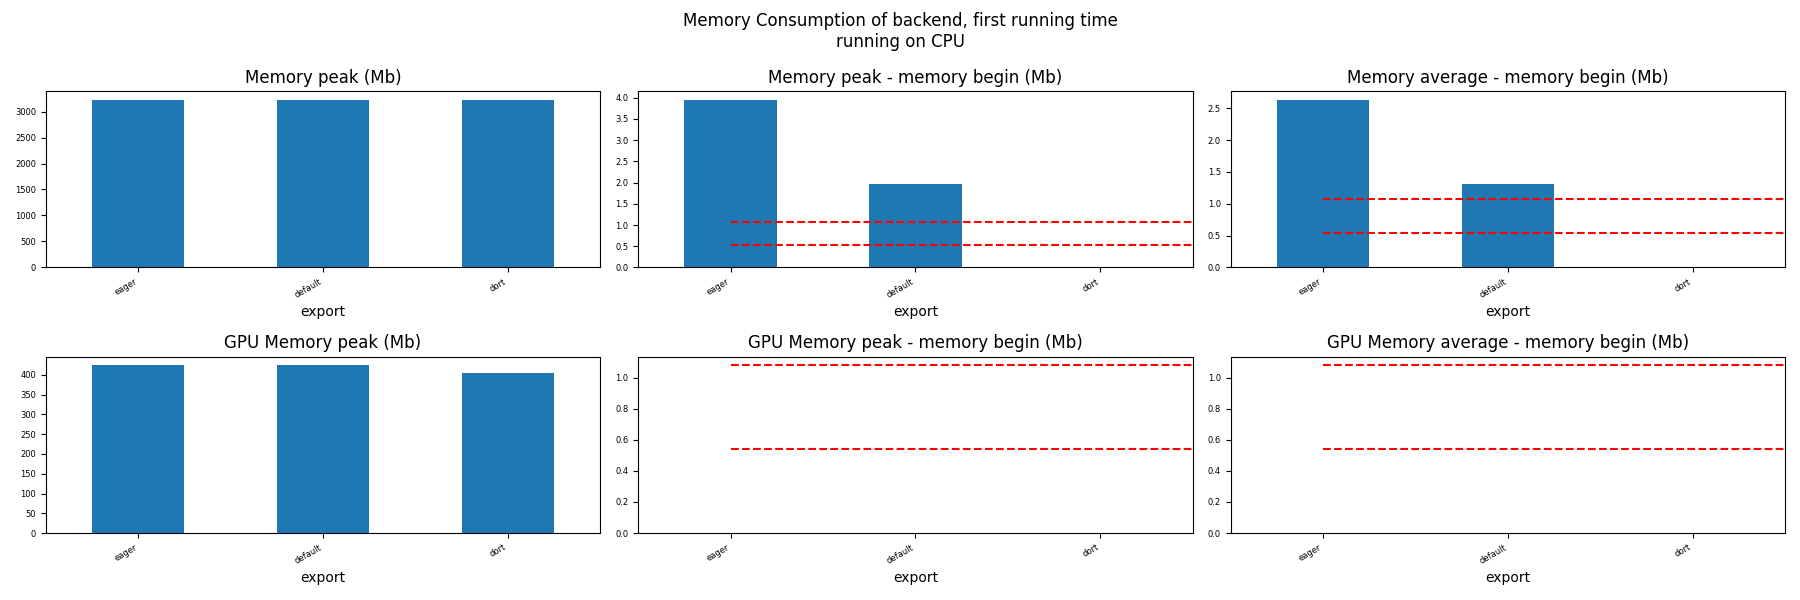 Memory Consumption of backend, first running time
running on CPU
Memory peak (Mb)
3000
2500
2000
1500
1000
500
0
eager
default
dort
export
Memory peak - memory begin (Mb)
4.0
3.5
3.0
2.5
2.0
1.5
1.0
0.5
0.0
eager
default
dort
export
Memory average - memory begin (Mb)
2.5
2.0
1.5
1.0
0.5
0.0
eager
default
dort
export
GPU Memory peak (Mb)
400
350
300
250
200
150
100
50
0
eager
default
dort
export
GPU Memory peak - memory begin (Mb)
1.0
0.8
0.6
0.4
0.2
0.0
eager
default
dort
export
GPU Memory average - memory begin (Mb)
1.0
0.8
0.6
0.4
0.2
0.0
eager
default
dort
export